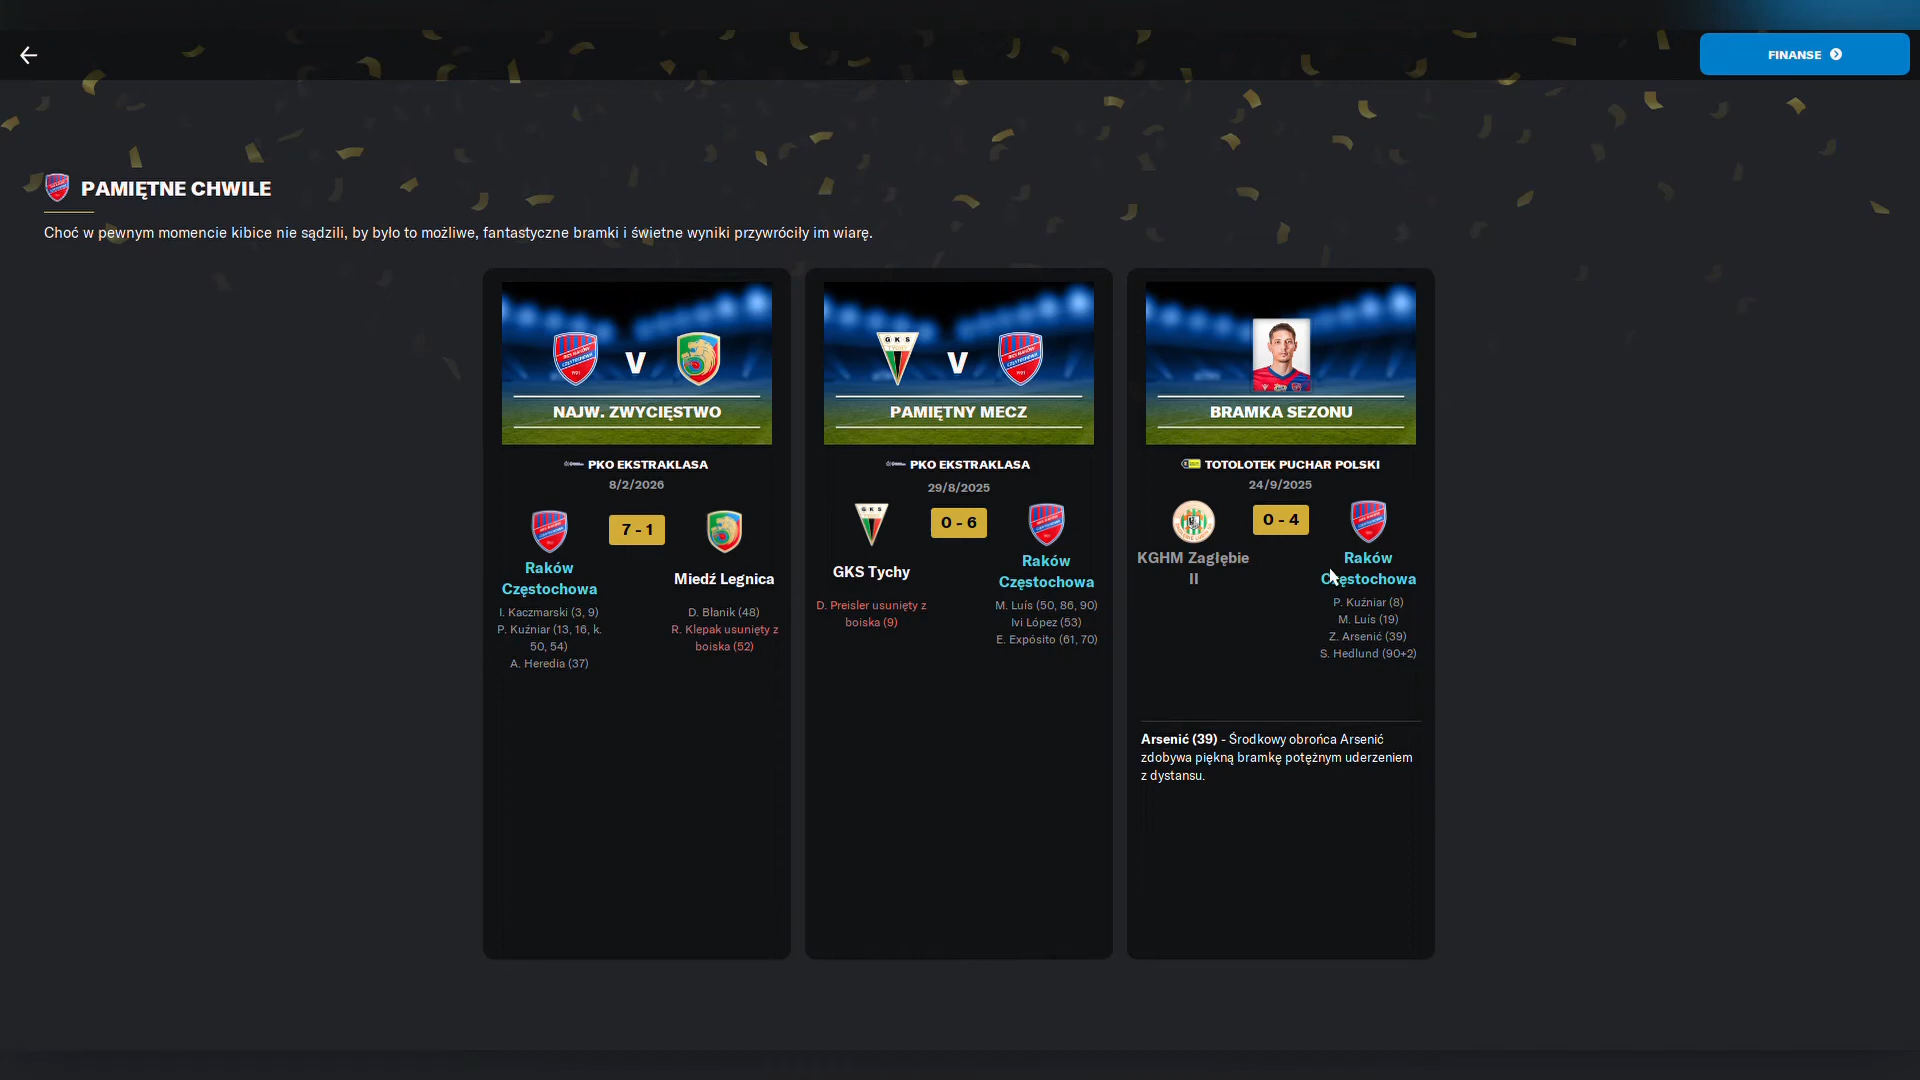 FINANSE
PAMIĘTNE CHWILE
Choć w pewnym momencie kibice nie sądzili, by było to możliwe, fantastyczne bramki i świetne wyniki przywróciły im wiarę.
V
NAJW. ZWYCIĘSTWO
PKO EKSTRAKLASA
8/2/2026
7 - 1
Raków
Częstochowa
Miedź Legnica
I. Kaczmarski (3, 9)
P. Kuźniar (13, 16, k.
50, 54)
A. Heredia (37)
D. Błanik (48)
R. Klepak usunięty z
boiska (52)
GKS
V
PAMIĘTNY MECZ
PKO EKSTRAKLASA
29/8/2025
0 - 6
GKS Tychy
Raków
Częstochowa
D. Preisler usunięty z
boiska (9)
M. Luís (50, 86, 90)
Ivi López (53)
E. Expósito (61, 70)
BRAMKA SEZONU
TOTOLOTEK PUCHAR POLSKI
24/9/2025
0 - 4
KGHM Zagłębie
II
Raków
Częstochowa
P. Kuźniar (8)
M. Luís (19)
Z. Arsenić (39)
S. Hedlund (90+2)
Arsenić (39) - Środkowy obrońca Arsenić
zdobywa piękną bramkę potężnym uderzeniem
z dystansu.